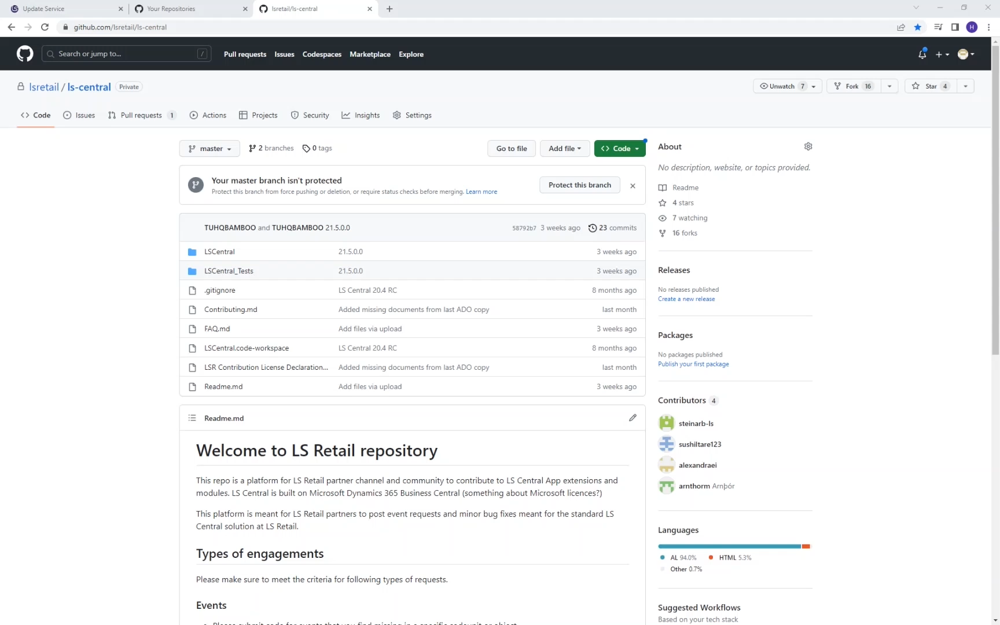 Update Service
Your Repositories
lsretail/ls-central
github.com/lsretail/ls-central
H
Search or jump to...
/
Pull requests
Issues
Codespaces
Marketplace
Explore
lsretail / ls-central Private
Unwatch 7
Fork 16
Star 4
Code
Issues
Pull requests 1
Actions
Projects
Security
Insights
Settings
master
2 branches
0 tags
Go to file
Add file
Code
Your master branch isn't protected
Protect this branch from force pushing or deletion, or require status checks before merging. Learn more
Protect this branch
TUHQBAMBOO and TUHQBAMBOO 21.5.0.0 58792b7 3 weeks ago 23 commits
LSCentral 21.5.0.0 3 weeks ago
LSCentral_Tests 21.5.0.0 3 weeks ago
.gitignore LS Central 20.4 RC 8 months ago
Contributing.md Added missing documents from last ADO copy last month
FAQ.md Add files via upload 3 weeks ago
LSCentral.code-workspace LS Central 20.4 RC 8 months ago
LSR Contribution License Declaration... Added missing documents from last ADO copy last month
Readme.md Add files via upload 3 weeks ago
Readme.md
Welcome to LS Retail repository
This repo is a platform for LS Retail partner channel and community to contribute to LS Central App extensions and
modules. LS Central is built on Microsoft Dynamics 365 Business Central (something about Microsoft licences?)
This platform is meant for LS Retail partners to post event requests and minor bug fixes meant for the standard LS
Central solution at LS Retail.
Types of engagements
Please make sure to meet the criteria for following types of requests.
Events
Please submit code for events that you find missing in a specific codeunit or object
About
No description, website, or topics provided.
Readme
4 stars
7 watching
16 forks
Releases
No releases published
Create a new release
Packages
No packages published
Publish your first package
Contributors 4
steinarb-ls
sushiltare123
alexandraei
arnthorm Arnþór
Languages
AL 94.0%
HTML 5.3%
Other 0.7%
Suggested Workflows
Based on your tech stack